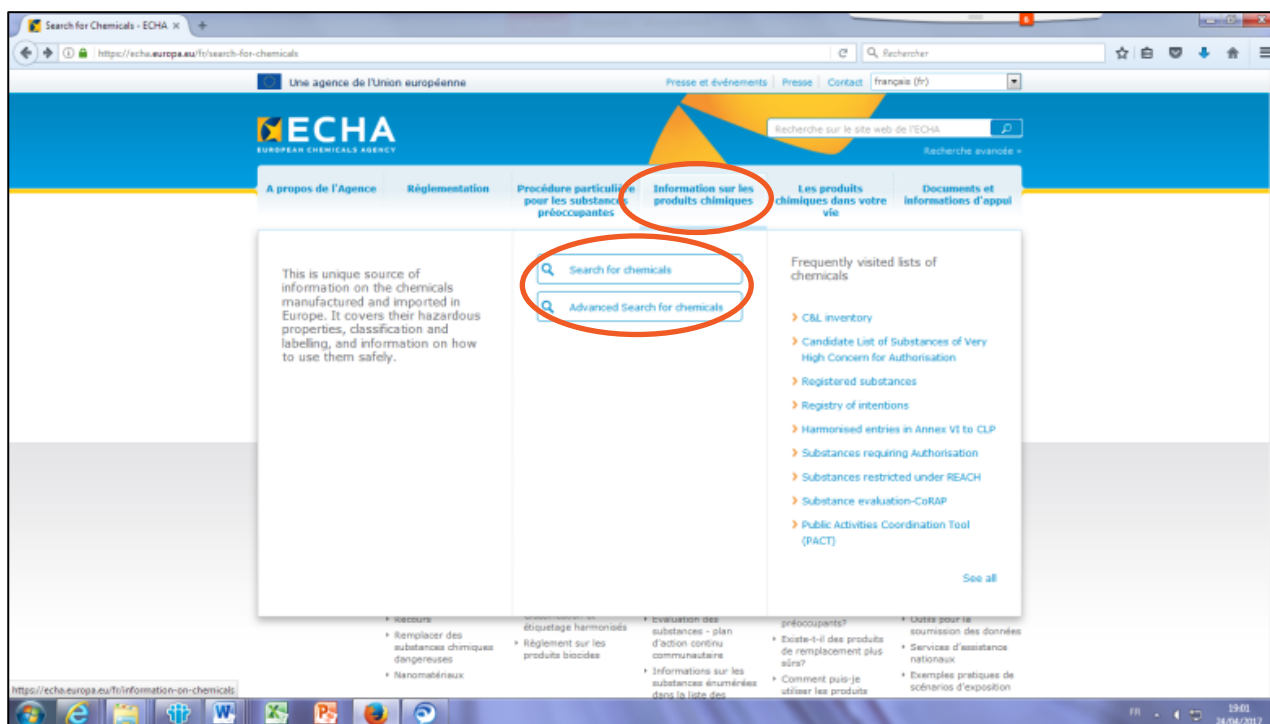 Search for Chemicals - ECHA
6
https://echa.europa.eu/fr/search-for-chemicals
Rechercher
Une agence de l'Union européenne
Presse et événements
Presse
Contact
français (fr)
ECHA
EUROPEAN CHEMICALS AGENCY
Recherche sur le site web de l'ECHA
Recherche avancée »
A propos de l'Agence
Réglementation
Procédure particulière
pour les substances
préoccupantes
Information sur les
produits chimiques
Les produits
chimiques dans votre
vie
Documents et
informations d'appui
This is unique source of
information on the chemicals
manufactured and imported in
Europe. It covers their hazardous
properties, classification and
labelling, and information on how
to use them safely.
Search for chemicals
Advanced Search for chemicals
Frequently visited lists of
chemicals
C&L inventory
Candidate List of Substances of Very
High Concern for Authorisation
Registered substances
Registry of intentions
Harmonised entries in Annex VI to CLP
Substances requiring Authorisation
Substances restricted under REACH
Substance evaluation-CoRAP
Public Activities Coordination Tool
(PACT)
See all
Recours
Remplacer des
substances chimiques
dangereuses
Nanomatériaux
étiquetage harmonisés
Règlement sur les
produits biocides
Evaluation des
substances - plan
d'action continu
communautaire
Informations sur les
substances énumérées
dans la liste des
préoccupants?
Existe-t-il des produits
de remplacement plus
sûrs?
Comment puis-je
utiliser les produits
Outils pour la
soumission des données
Services d'assistance
nationaux
Exemples pratiques de
scénarios d'exposition
https://echa.europa.eu/fr/information-on-chemicals
FR
19:01
24/04/2017